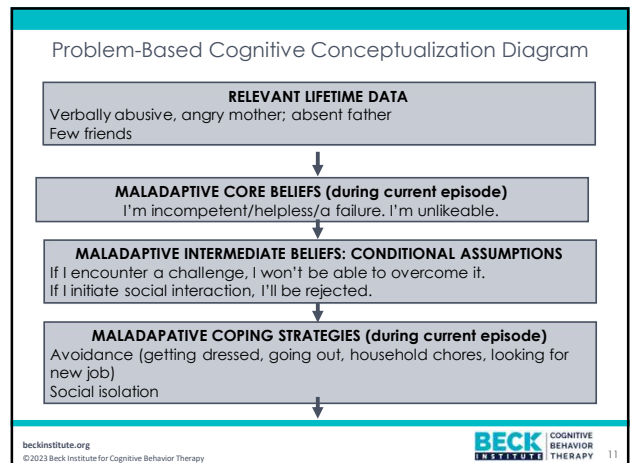 Problem-Based Cognitive Conceptualization Diagram
RELEVANT LIFETIME DATA
Verbally abusive, angry mother; absent father
Few friends
MALADAPTIVE CORE BELIEFS (during current episode)
I'm incompetent/helpless/a failure. I'm unlikeable.
MALADAPTIVE INTERMEDIATE BELIEFS: CONDITIONAL ASSUMPTIONS
If I encounter a challenge, I won't be able to overcome it.
If I initiate social interaction, I'll be rejected.
MALADAPATIVE COPING STRATEGIES (during current episode)
Avoidance (getting dressed, going out, household chores, looking for
new job)
Social isolation
beckinstitute.org
©2023 Beck Institute for Cognitive Behavior Therapy
BECK
INSTITUTE
COGNITIVE
BEHAVIOR
THERAPY
11